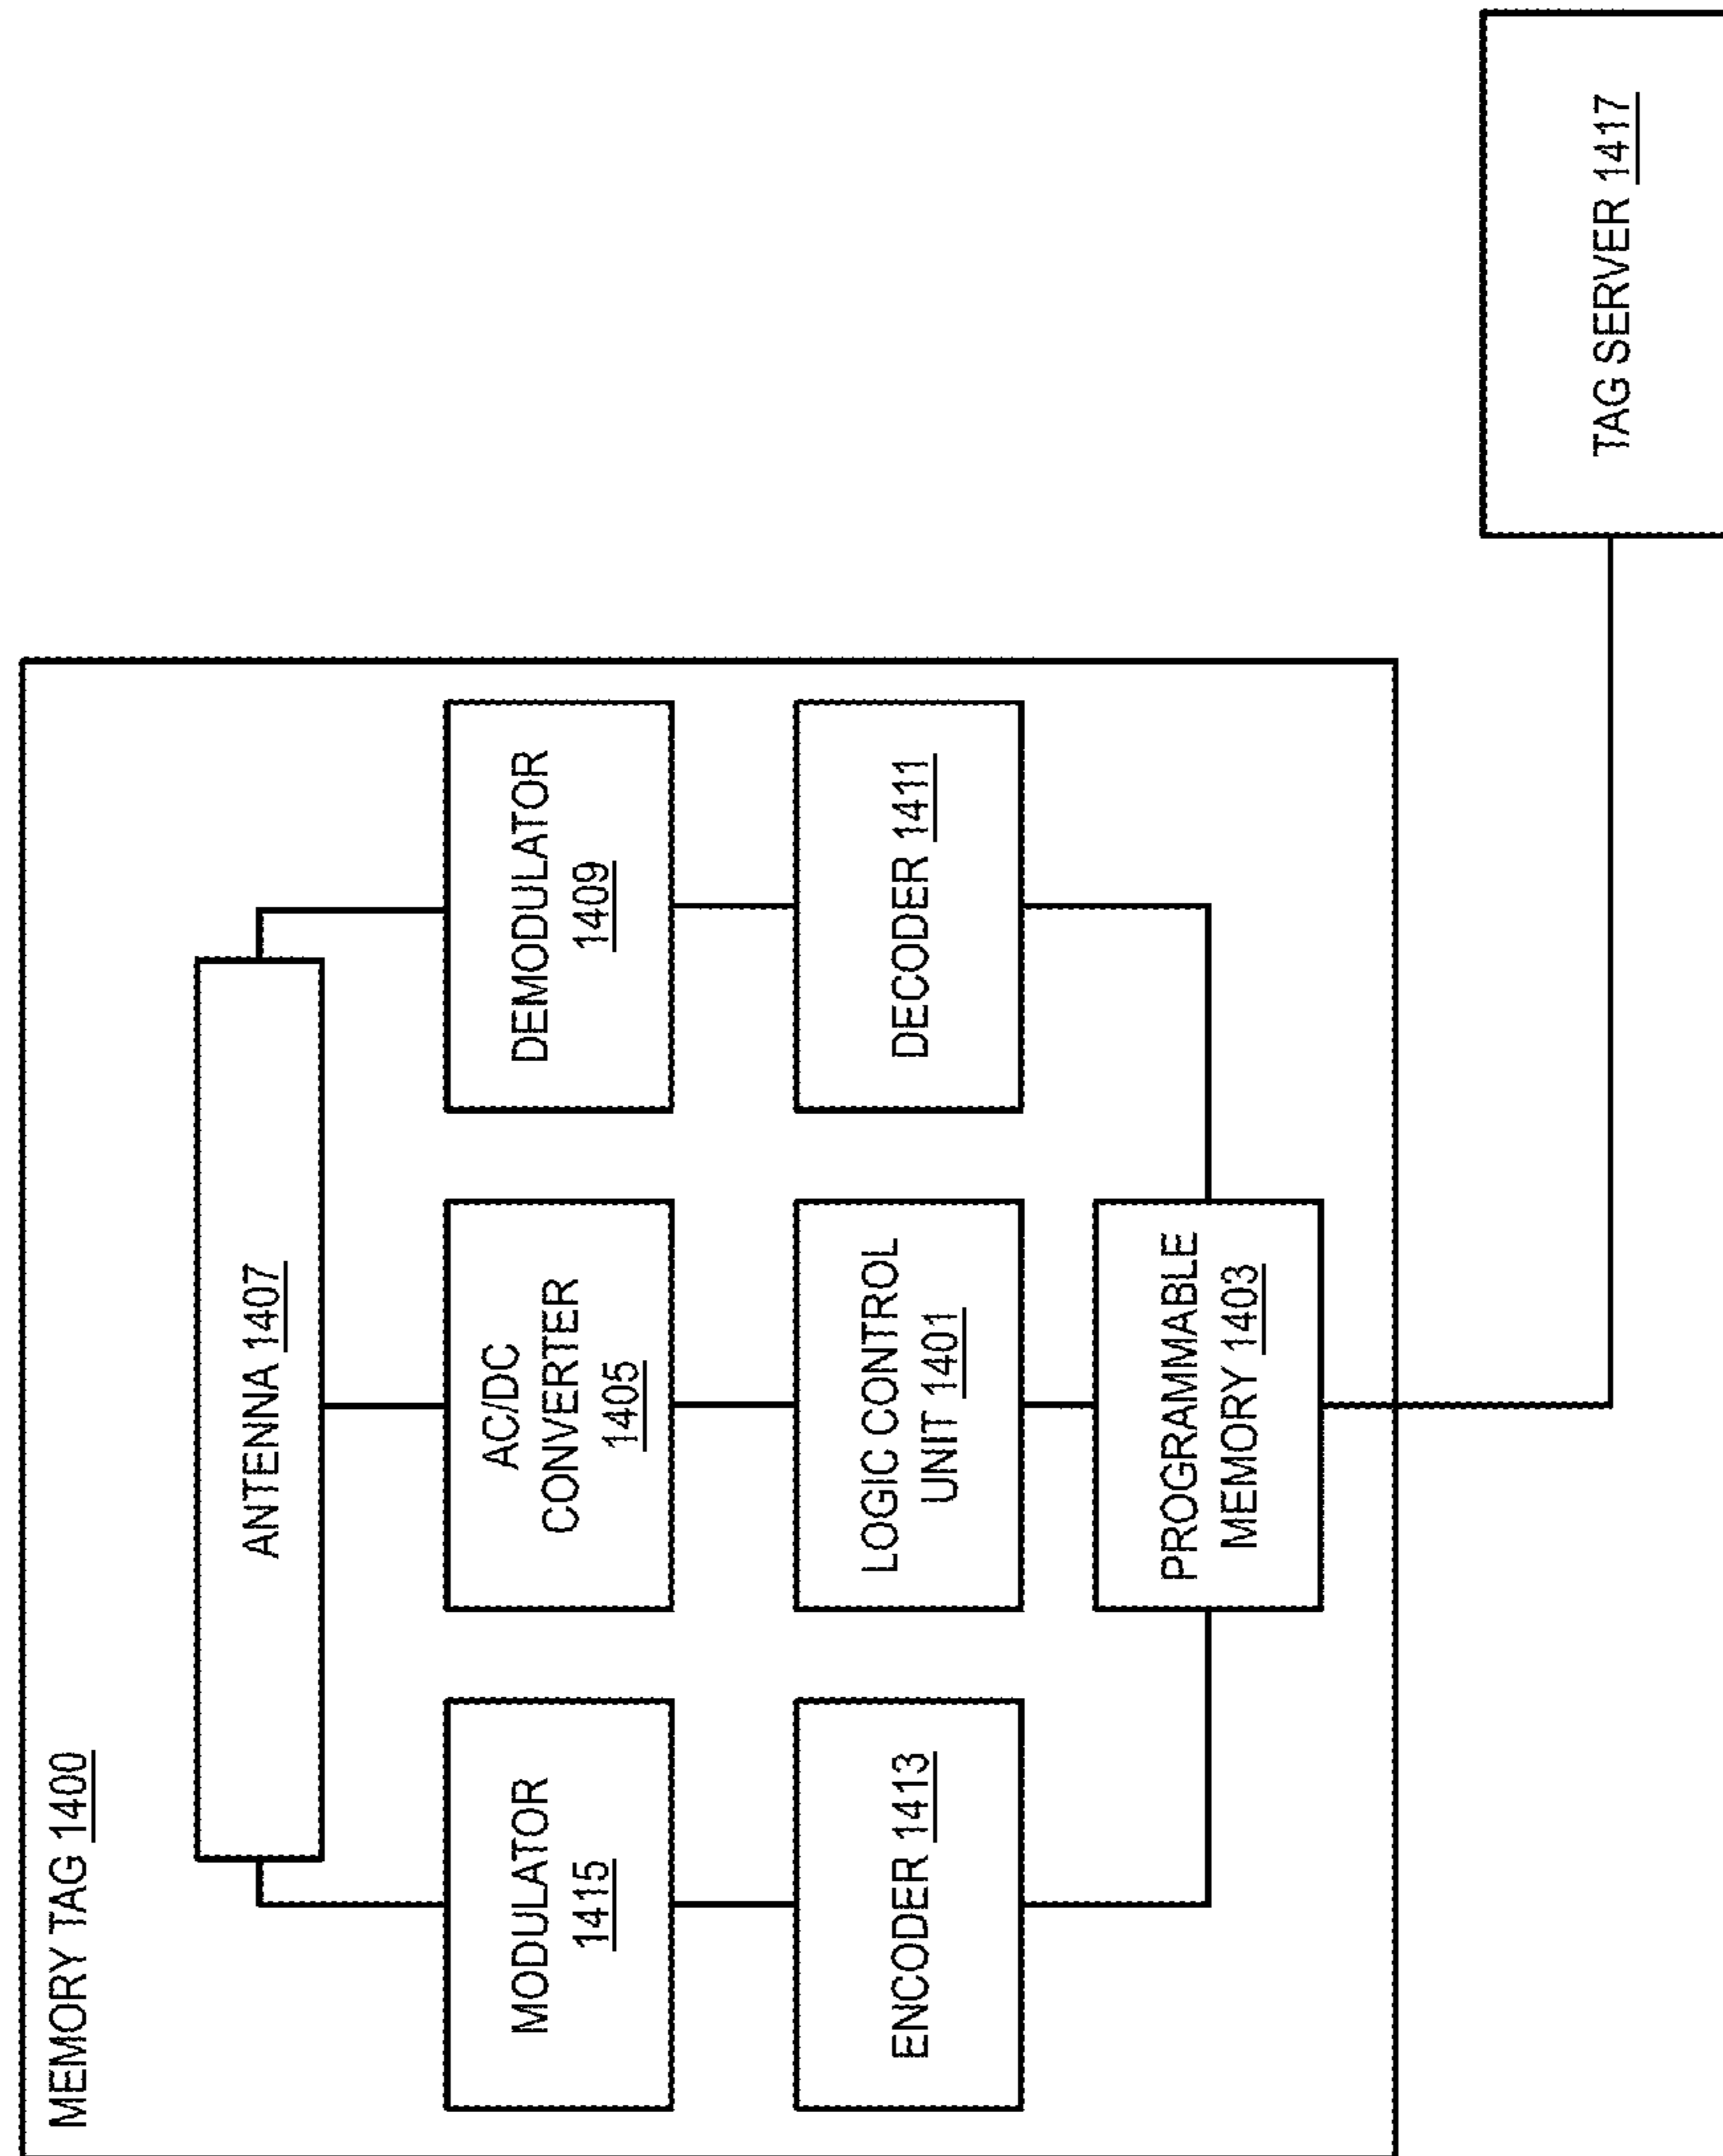 MEMORY TAG 1400
ANTENNA 1407
MODULATOR
1415
AC/DC
CONVERTER
1405
DEMODULATOR
1409
ENCODER 1413
LOGIC CONTROL
UNIT 1401
DECODER 1411
PROGRAMMABLE
MEMORY 1403
TAG SERVER 1417